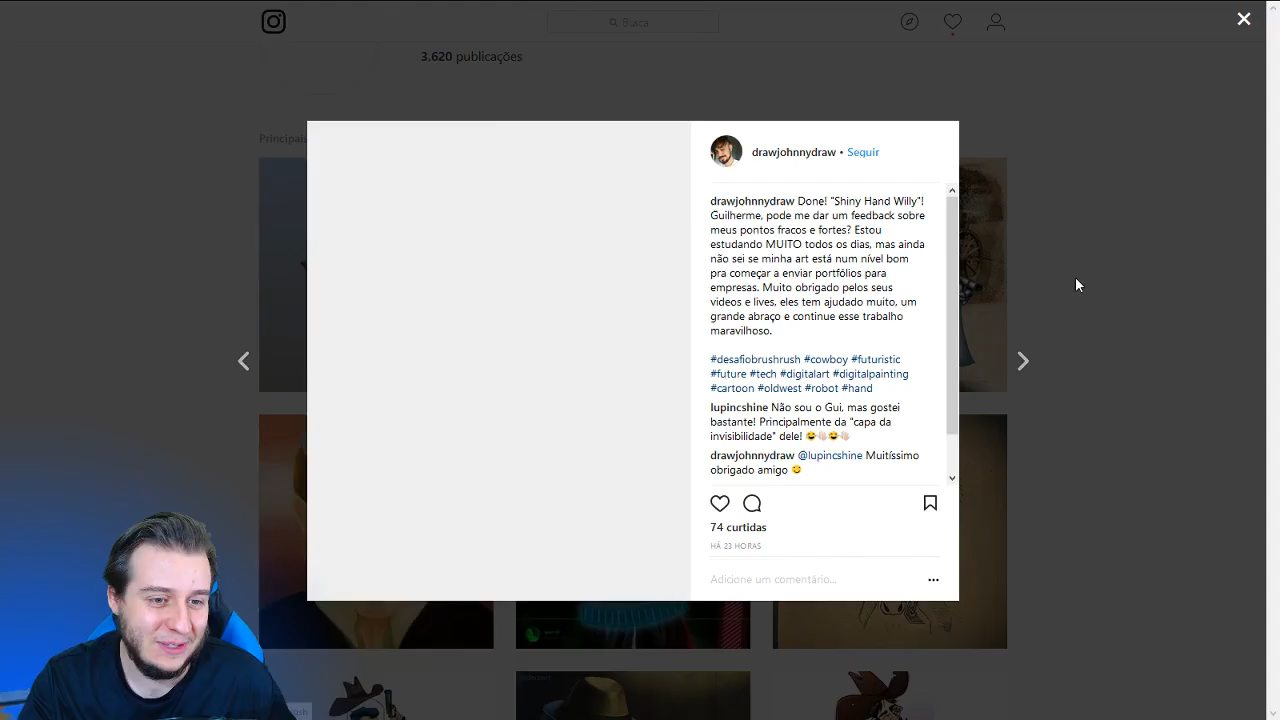 Busca
3.620 publicações
Principais
drawjohnnydraw • Seguir
drawjohnnydraw Done! "Shiny Hand Willy"!
Guilherme, pode me dar um feedback sobre
meus pontos fracos e fortes? Estou
estudando MUITO todos os dias, mas ainda
não sei se minha art está num nível bom
pra começar a enviar portfólios para
empresas. Muito obrigado pelos seus
videos e lives, eles tem ajudado muito, um
grande abraço e continue esse trabalho
maravilhoso.
#desafiobrushrush #cowboy #futuristic
#future #tech #digitalart #digitalpainting
#cartoon #oldwest #robot #hand
lupincshine Não sou o Gui, mas gostei
bastante! Principalmente da "capa da
invisibilidade" dele! 😂👏🏻😂👏🏻
drawjohnnydraw @lupincshine Muitíssimo
obrigado amigo 😊
74 curtidas
HÁ 23 HORAS
Adicione um comentário...